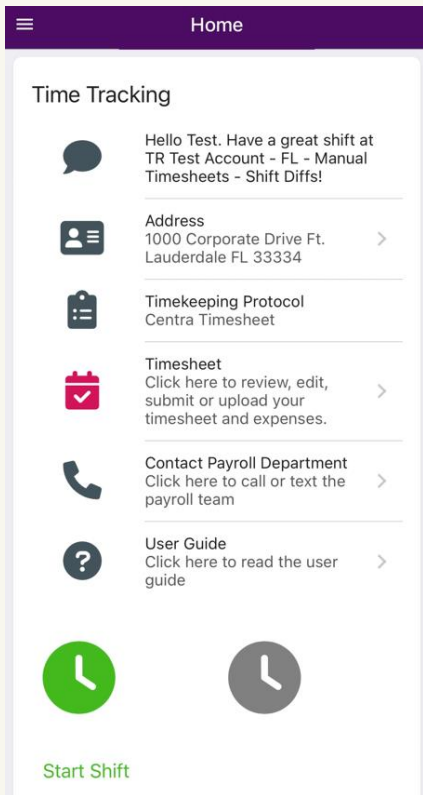 Home
Time Tracking
Hello Test. Have a great shift at
TR Test Account - FL - Manual
Timesheets - Shift Diffs!
Address
1000 Corporate Drive Ft.
Lauderdale FL 33334
Timekeeping Protocol
Centra Timesheet
Timesheet
Click here to review, edit,
submit or upload your
timesheet and expenses.
Contact Payroll Department
Click here to call or text the
payroll team
User Guide
Click here to read the user
guide
Start Shift